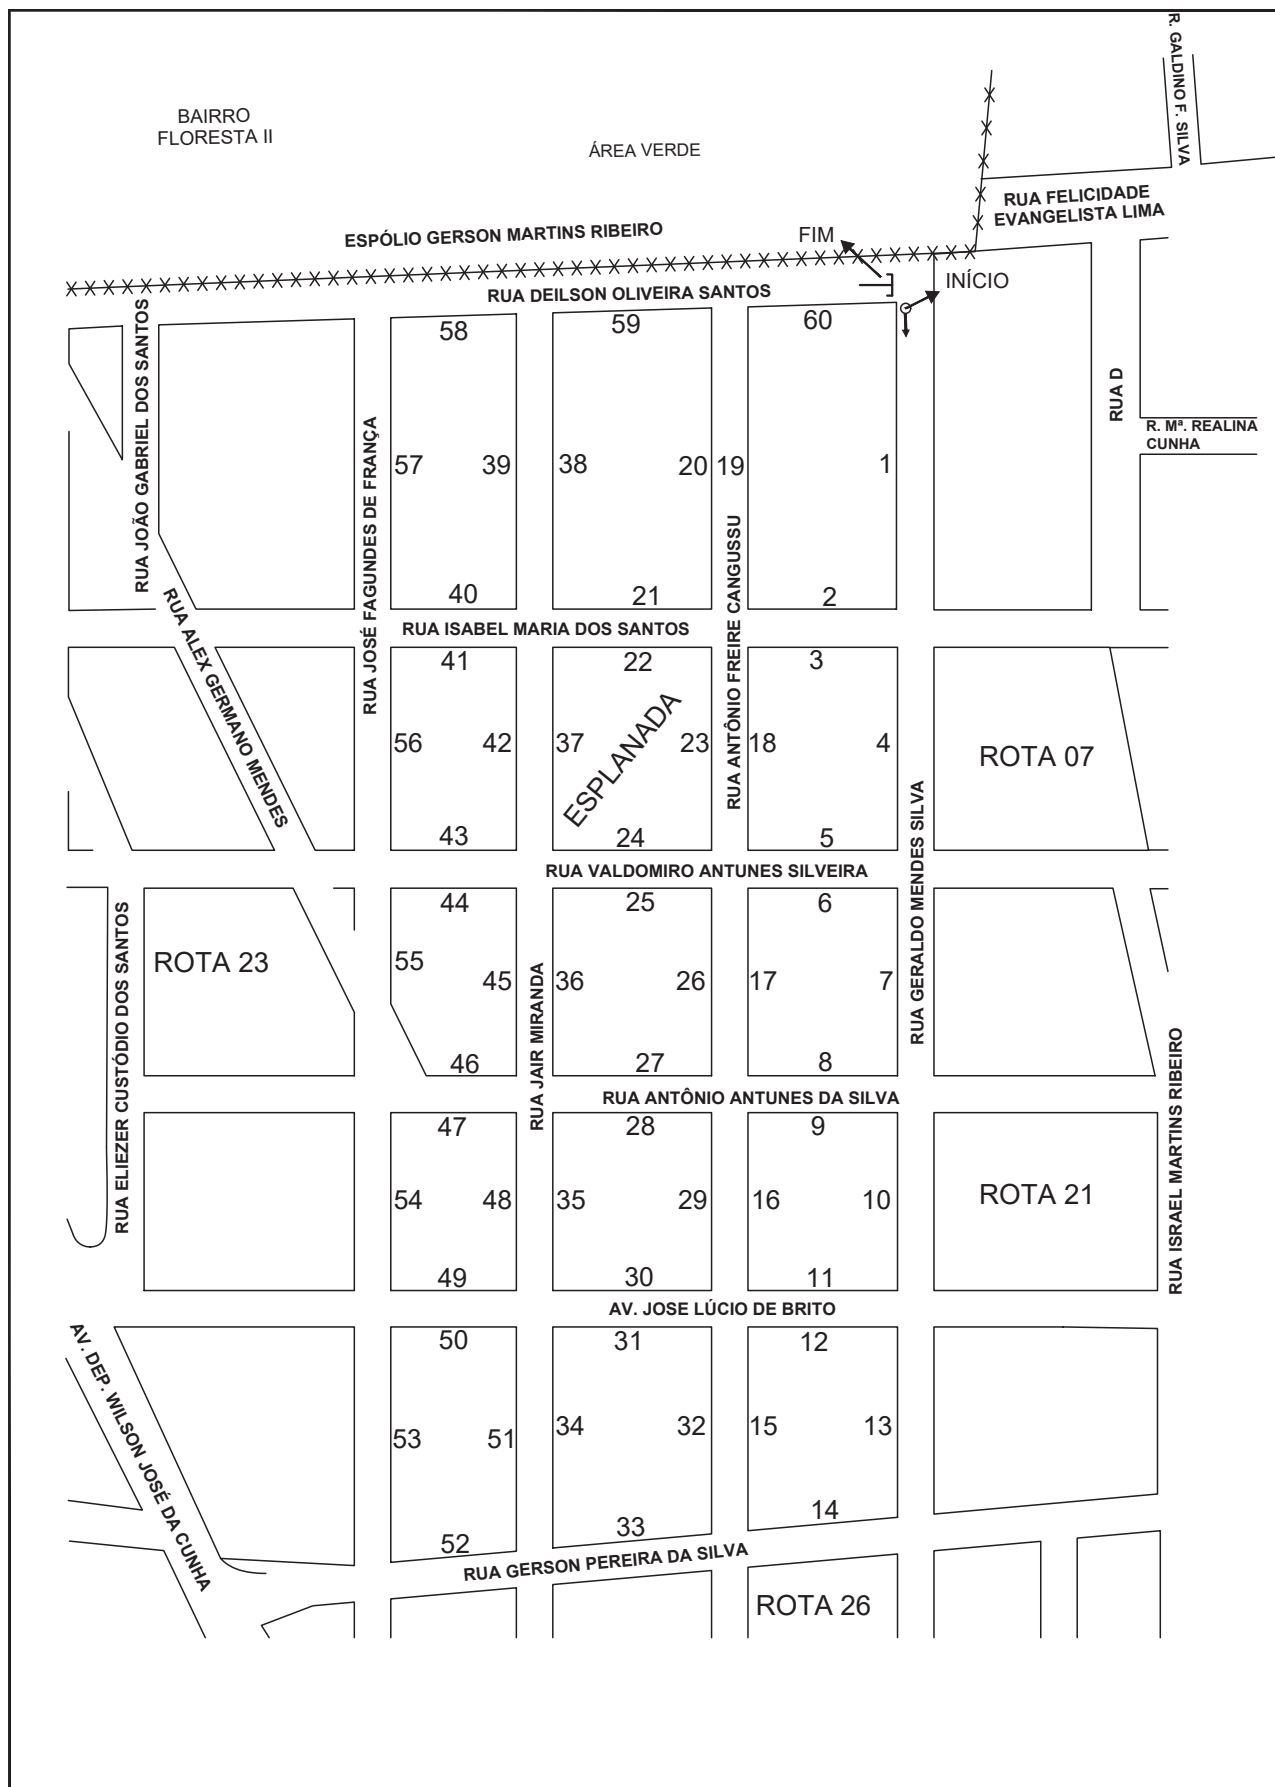 R. GALDINO F. SILVA
BAIRRO
FLORESTA II
ÁREA VERDE
RUA FELICIDADE
EVANGELISTA LIMA
ESPÓLIO GERSON MARTINS RIBEIRO
FIM
INÍCIO
RUA DEILSON OLIVEIRA SANTOS
58
59
60
RUA JOÃO GABRIEL DOS SANTOS
RUA D
R. Mª. REALINA
CUNHA
RUA JOSÉ FAGUNDES DE FRANÇA
57
39
38
20
19
1
RUA ANTÔNIO FREIRE CANGUSSU
40
21
2
RUA ALEX GERMANO MENDES
RUA ISABEL MARIA DOS SANTOS
41
22
3
56
42
37
ESPLANADA
23
18
4
ROTA 07
43
24
5
RUA GERALDO MENDES SILVA
RUA VALDOMIRO ANTUNES SILVEIRA
44
25
6
RUA ELIEZER CUSTÓDIO DOS SANTOS
ROTA 23
55
45
36
26
17
7
RUA JAIR MIRANDA
46
27
8
RUA ISRAEL MARTINS RIBEIRO
RUA ANTÔNIO ANTUNES DA SILVA
47
28
9
54
48
35
29
16
10
ROTA 21
49
30
11
AV. JOSE LÚCIO DE BRITO
AV. DEP. WILSON JOSÉ DA CUNHA
50
31
12
53
51
34
32
15
13
52
33
14
RUA GERSON PEREIRA DA SILVA
ROTA 26